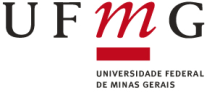 UFmG
UNIVERSIDADE FEDERAL
DE MINAS GERAIS